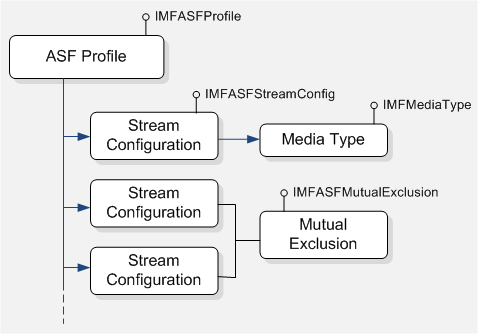 IMFASFProfile
ASF Profile
IMFASFStreamConfig
IMFMediaType
Stream
Configuration
Media Type
Stream
Configuration
IMFASFMutualExclusion
Mutual
Exclusion
Stream
Configuration